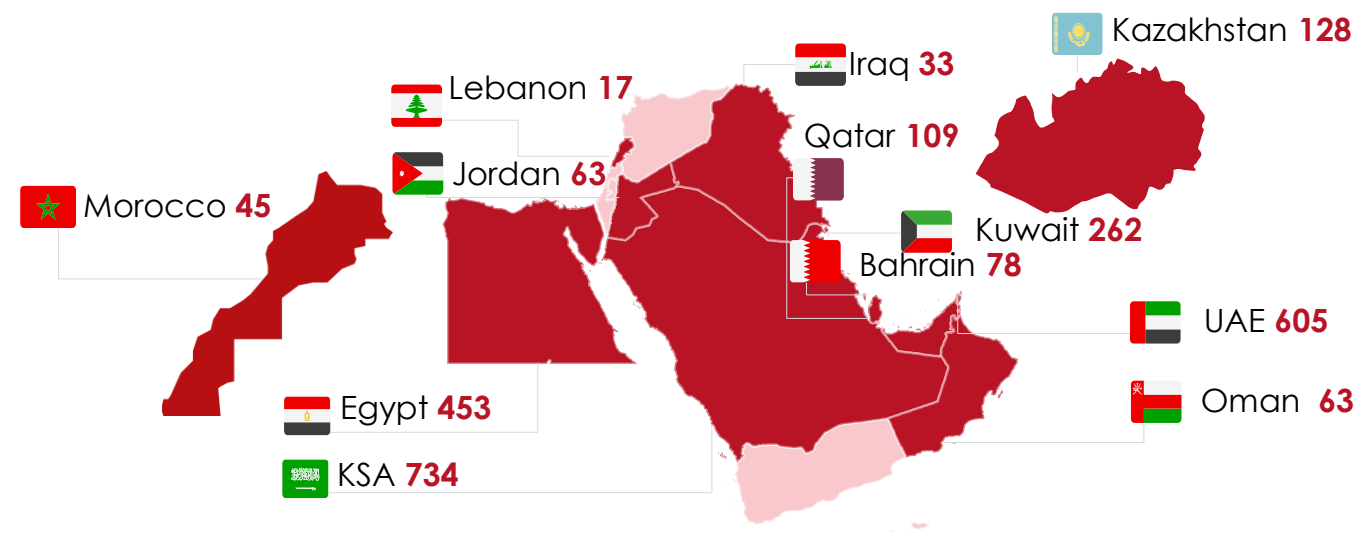 Kazakhstan 128
Iraq 33
Lebanon 17
Qatar 109
Jordan 63
Morocco 45
Kuwait 262
Bahrain 78
UAE 605
Egypt 453
Oman 63
KSA 734